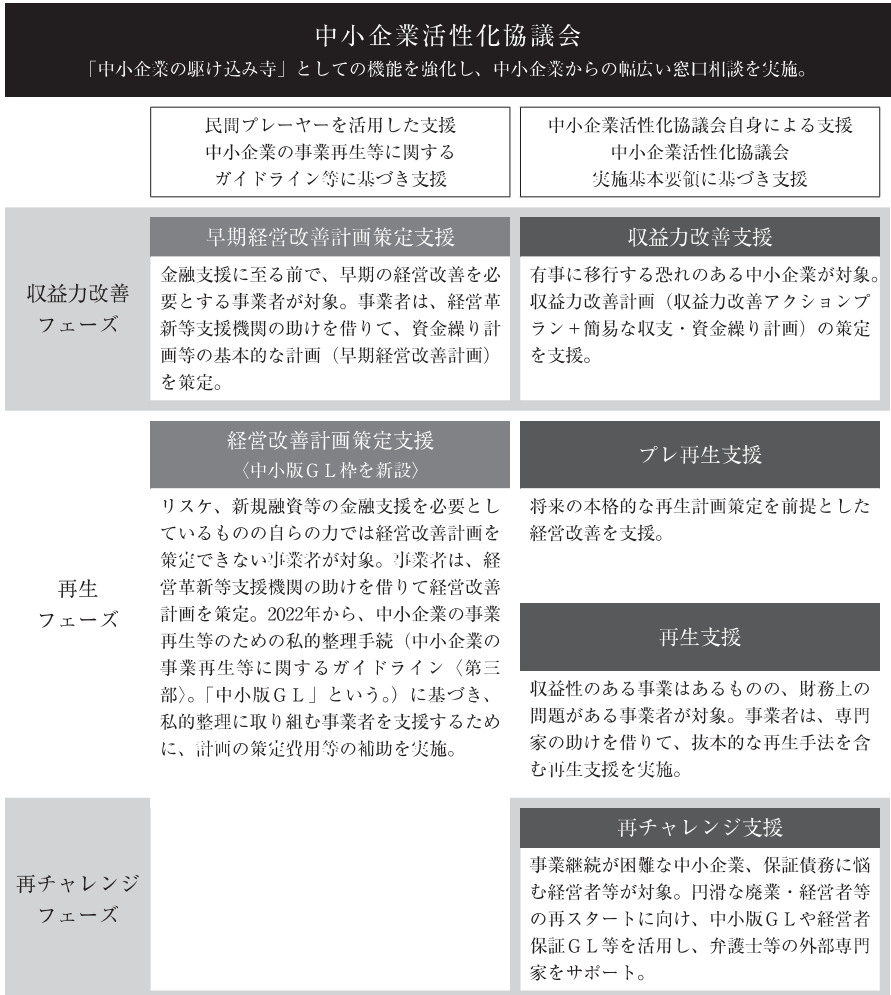 中小企業活性化協議会
「中小企業の駆け込み寺」としての機能を強化し、中小企業からの幅広い窓口相談を実施。
民間プレーヤーを活用した支援
中小企業の事業再生等に関する
ガイドライン等に基づき支援
中小企業活性化協議会自身による支援
中小企業活性化協議会
実施基本要領に基づき支援
収益力改善
フェーズ
早期経営改善計画策定支援
金融支援に至る前で、早期の経営改善を必
要とする事業者が対象。事業者は、経営革
新等支援機関の助けを借りて、資金繰り計
画等の基本的な計画（早期経営改善計画）
を策定。
収益力改善支援
有事に移行する恐れのある中小企業が対象。
収益力改善計画（収益力改善アクションプ
ラン＋簡易な収支・資金繰り計画）の策定
を支援。
再生
フェーズ
経営改善計画策定支援
〈中小版ＧＬ枠を新設〉
リスケ、新規融資等の金融支援を必要とし
ているものの自らの力では経営改善計画を
策定できない事業者が対象。事業者は、経
営革新等支援機関の助けを借りて経営改善
計画を策定。2022年から、中小企業の事業
再生等のための私的整理手続（中小企業の
事業再生等に関するガイドライン〈第三
部〉。「中小版ＧＬ」という。）に基づき、
私的整理に取り組む事業者を支援するため
に、計画の策定費用等の補助を実施。
プレ再生支援
将来の本格的な再生計画策定を前提とした
経営改善を支援。
再生支援
収益性のある事業はあるものの、財務上の
問題がある事業者が対象。事業者は、専門
家の助けを借りて、抜本的な再生手法を含
む再生支援を実施。
再チャレンジ
フェーズ
再チャレンジ支援
事業継続が困難な中小企業、保証債務に悩
む経営者等が対象。円滑な廃業・経営者等
の再スタートに向け、中小版ＧＬや経営者
保証ＧＬ等を活用し、弁護士等の外部専門
家をサポート。